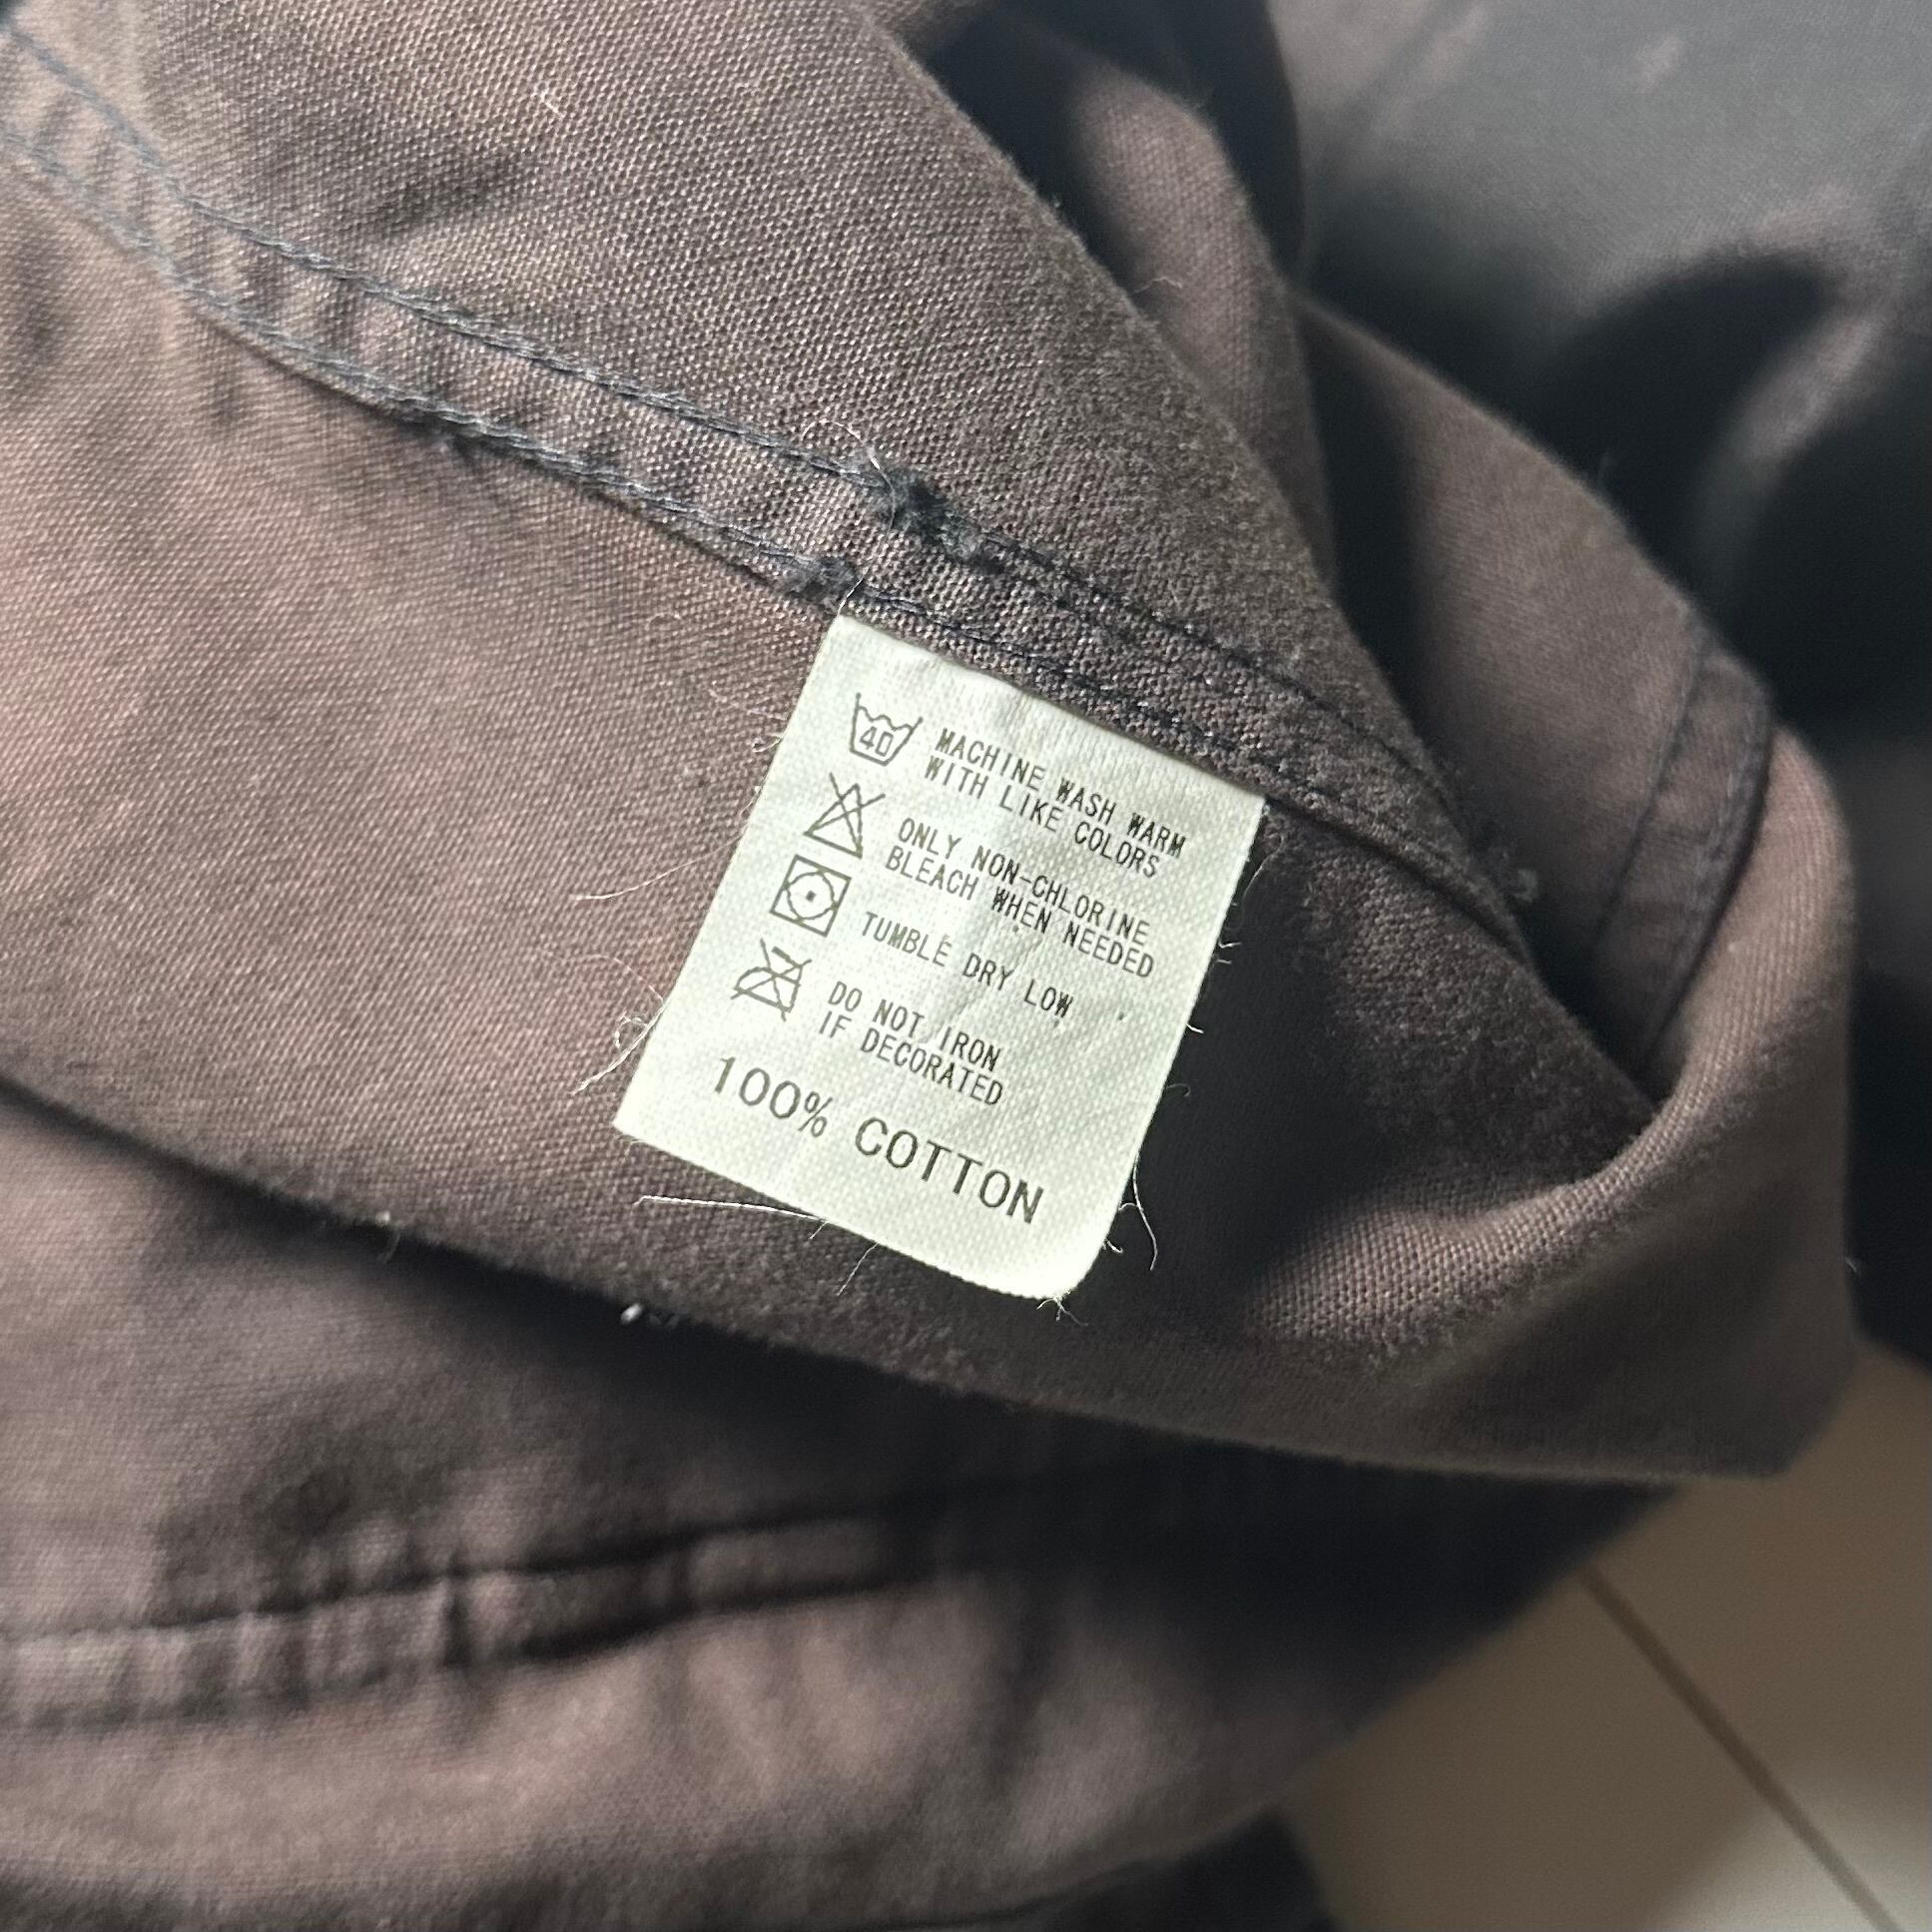 40
MACHINE WASH WARM
WITH LIKE COLORS
ONLY NON-CHLORINE
BLEACH WHEN NEEDED
TUMBLE DRY LOW
DO NOT IRON
IF DECORATED
100% COTTON